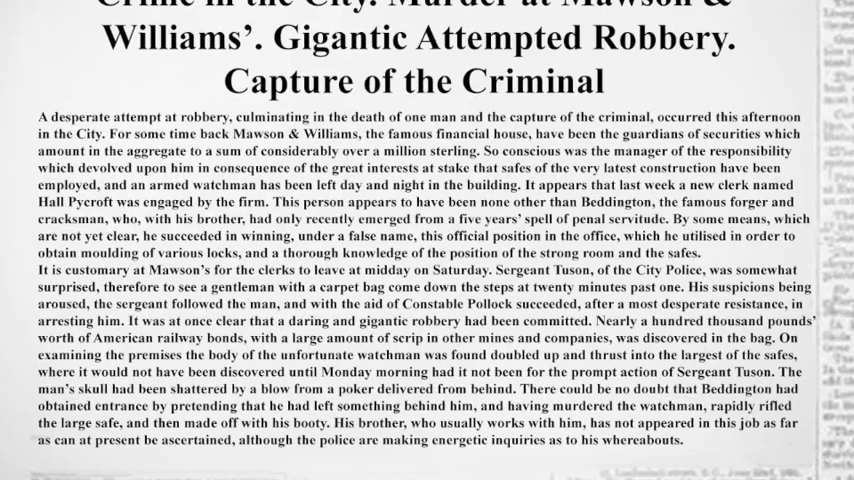 Crime in the City. Murder at Mawson &
Williams’. Gigantic Attempted Robbery.
Capture of the Criminal
A desperate attempt at robbery, culminating in the death of one man and the capture of the criminal, occurred this afternoon
in the City. For some time back Mawson & Williams, the famous financial house, have been the guardians of securities which
amount in the aggregate to a sum of considerably over a million sterling. So conscious was the manager of the responsibility
which devolved upon him in consequence of the great interests at stake that safes of the very latest construction have been
employed, and an armed watchman has been left day and night in the building. It appears that last week a new clerk named
Hall Pycroft was engaged by the firm. This person appears to have been none other than Beddington, the famous forger and
cracksman, who, with his brother, had only recently emerged from a five years’ spell of penal servitude. By some means, which
are not yet clear, he succeeded in winning, under a false name, this official position in the office, which he utilised in order to
obtain moulding of various locks, and a thorough knowledge of the position of the strong room and the safes.
It is customary at Mawson’s for the clerks to leave at midday on Saturday. Sergeant Tuson, of the City Police, was somewhat
surprised, therefore to see a gentleman with a carpet bag come down the steps at twenty minutes past one. His suspicions being
aroused, the sergeant followed the man, and with the aid of Constable Pollock succeeded, after a most desperate resistance, in
arresting him. It was at once clear that a daring and gigantic robbery had been committed. Nearly a hundred thousand pounds’
worth of American railway bonds, with a large amount of scrip in other mines and companies, was discovered in the bag. On
examining the premises the body of the unfortunate watchman was found doubled up and thrust into the largest of the safes,
where it would not have been discovered until Monday morning had it not been for the prompt action of Sergeant Tuson. The
man’s skull had been shattered by a blow from a poker delivered from behind. There could be no doubt that Beddington had
obtained entrance by pretending that he had left something behind him, and having murdered the watchman, rapidly rifled
the large safe, and then made off with his booty. His brother, who usually works with him, has not appeared in this job as far
as can at present be ascertained, although the police are making energetic inquiries as to his whereabouts.